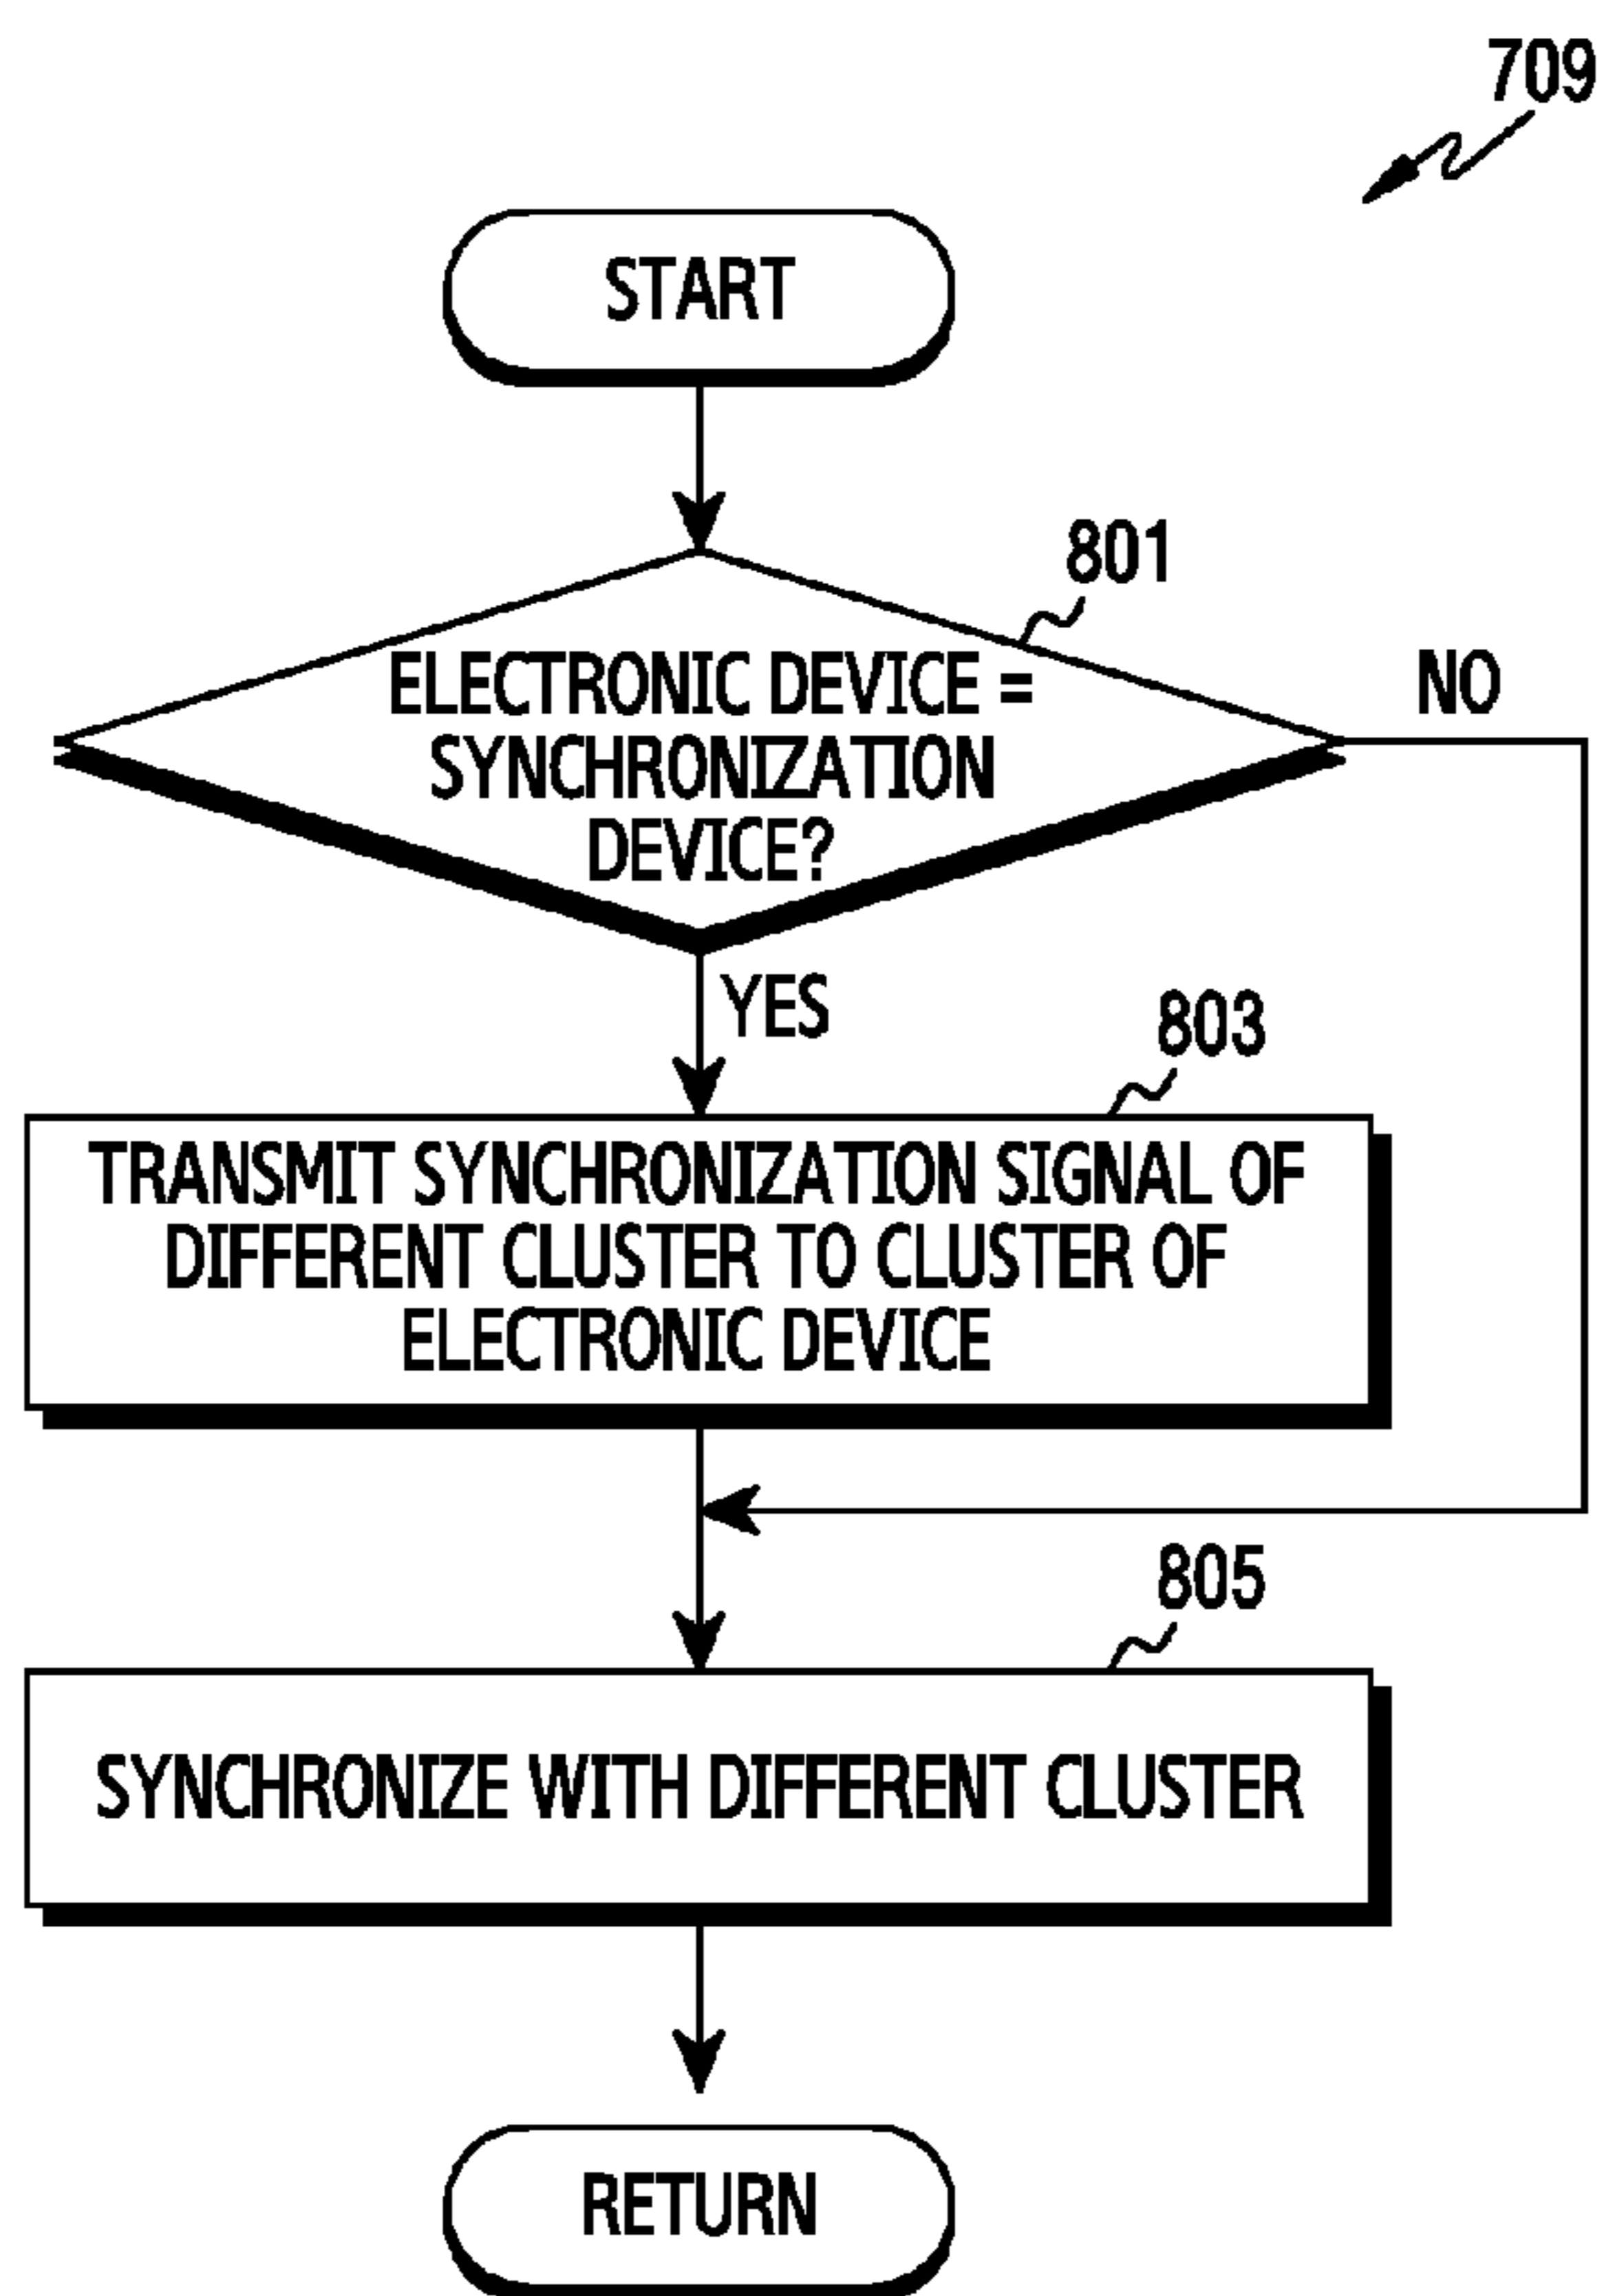 709
START
801
ELECTRONIC DEVICE =
SYNCHRONIZATION
DEVICE?
NO
YES
803
TRANSMIT SYNCHRONIZATION SIGNAL OF
DIFFERENT CLUSTER TO CLUSTER OF
ELECTRONIC DEVICE
805
SYNCHRONIZE WITH DIFFERENT CLUSTER
RETURN